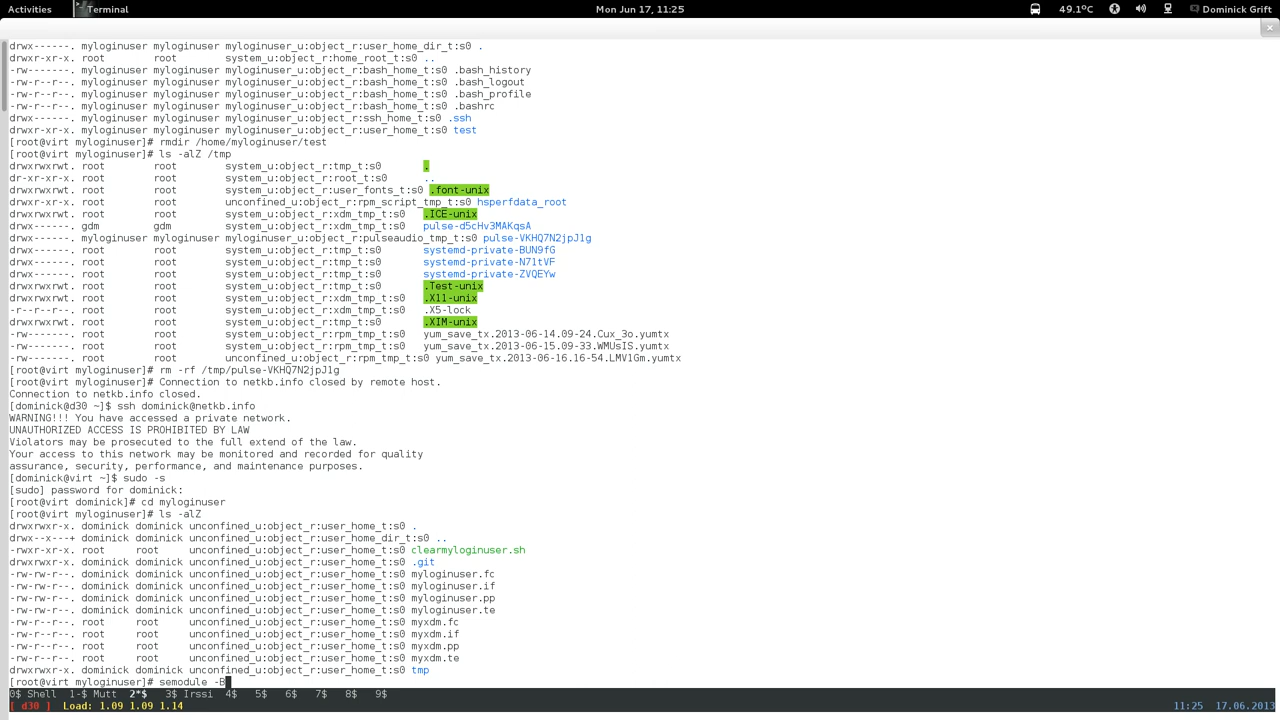 Activities Terminal Mon Jun 17, 11:25 49.1ºC Dominick Grift
drwx------. myloginuser myloginuser myloginuser_u:object_r:user_home_dir_t:s0 .
drwxr-xr-x. root root system_u:object_r:home_root_t:s0 ..
-rw-------. myloginuser myloginuser myloginuser_u:object_r:bash_home_t:s0 .bash_history
-rw-r--r--. myloginuser myloginuser myloginuser_u:object_r:bash_home_t:s0 .bash_logout
-rw-r--r--. myloginuser myloginuser myloginuser_u:object_r:bash_home_t:s0 .bash_profile
-rw-r--r--. myloginuser myloginuser myloginuser_u:object_r:bash_home_t:s0 .bashrc
drwx------. myloginuser myloginuser myloginuser_u:object_r:ssh_home_t:s0 .ssh
drwxr-xr-x. myloginuser myloginuser myloginuser_u:object_r:user_home_t:s0 test
[root@virt myloginuser]# rmdir /home/myloginuser/test
[root@virt myloginuser]# ls -alZ /tmp
drwxrwxrwt. root root system_u:object_r:tmp_t:s0 .
dr-xr-xr-x. root root system_u:object_r:root_t:s0 ..
drwxrwxrwt. root root system_u:object_r:user_fonts_t:s0 .font-unix
drwxr-xr-x. root root unconfined_u:object_r:rpm_script_tmp_t:s0 hsperfdata_root
drwxrwxrwt. root root system_u:object_r:xdm_tmp_t:s0 .ICE-unix
drwx------. gdm gdm system_u:object_r:xdm_tmp_t:s0 pulse-d5cHv3MAKqsA
drwx------. myloginuser myloginuser myloginuser_u:object_r:pulseaudio_tmp_t:s0 pulse-VKHQ7N2jpJ1g
drwx------. root root system_u:object_r:tmp_t:s0 systemd-private-BUN9fG
drwx------. root root system_u:object_r:tmp_t:s0 systemd-private-N71tVF
drwx------. root root system_u:object_r:tmp_t:s0 systemd-private-ZVQEYw
drwxrwxrwt. root root system_u:object_r:tmp_t:s0 .Test-unix
drwxrwxrwt. root root system_u:object_r:xdm_tmp_t:s0 .X11-unix
-r--r--r--. root root system_u:object_r:xdm_tmp_t:s0 .X5-lock
drwxrwxrwt. root root system_u:object_r:tmp_t:s0 .XIM-unix
-rw-------. root root system_u:object_r:rpm_tmp_t:s0 yum_save_tx.2013-06-14.09-24.Cux_3o.yumtx
-rw-------. root root system_u:object_r:rpm_tmp_t:s0 yum_save_tx.2013-06-15.09-33.WMUsIS.yumtx
-rw-------. root root unconfined_u:object_r:rpm_tmp_t:s0 yum_save_tx.2013-06-16.16-54.LMV1Gm.yumtx
[root@virt myloginuser]# rm -rf /tmp/pulse-VKHQ7N2jpJ1g
[root@virt myloginuser]# Connection to netkb.info closed by remote host.
Connection to netkb.info closed.
[dominick@d30 ~]$ ssh dominick@netkb.info
WARNING!!! You have accessed a private network.
UNAUTHORIZED ACCESS IS PROHIBITED BY LAW
Violators may be prosecuted to the full extend of the law.
Your access to this network may be monitored and recorded for quality
assurance, security, performance, and maintenance purposes.
[dominick@virt ~]$ sudo -s
[sudo] password for dominick:
[root@virt dominick]# cd myloginuser
[root@virt myloginuser]# ls -alZ
drwxrwxr-x. dominick dominick unconfined_u:object_r:user_home_t:s0 .
drwx--x---+ dominick dominick unconfined_u:object_r:user_home_dir_t:s0 ..
-rwxr-xr-x. root root unconfined_u:object_r:user_home_t:s0 clearmyloginuser.sh
drwxrwxr-x. dominick dominick unconfined_u:object_r:user_home_t:s0 .git
-rw-rw-r--. dominick dominick unconfined_u:object_r:user_home_t:s0 myloginuser.fc
-rw-rw-r--. dominick dominick unconfined_u:object_r:user_home_t:s0 myloginuser.if
-rw-rw-r--. dominick dominick unconfined_u:object_r:user_home_t:s0 myloginuser.pp
-rw-rw-r--. dominick dominick unconfined_u:object_r:user_home_t:s0 myloginuser.te
-rw-r--r--. root root unconfined_u:object_r:user_home_t:s0 myxdm.fc
-rw-r--r--. root root unconfined_u:object_r:user_home_t:s0 myxdm.if
-rw-r--r--. root root unconfined_u:object_r:user_home_t:s0 myxdm.pp
-rw-r--r--. root root unconfined_u:object_r:user_home_t:s0 myxdm.te
drwxrwxr-x. dominick dominick unconfined_u:object_r:user_home_t:s0 tmp
[root@virt myloginuser]# semodule -B
0$ Shell 1-$ Mutt 2*$ 3$ Irssi 4$ 5$ 6$ 7$ 8$ 9$
[ d30 ] Load: 1.09 1.09 1.14 11:25 17.06.2013